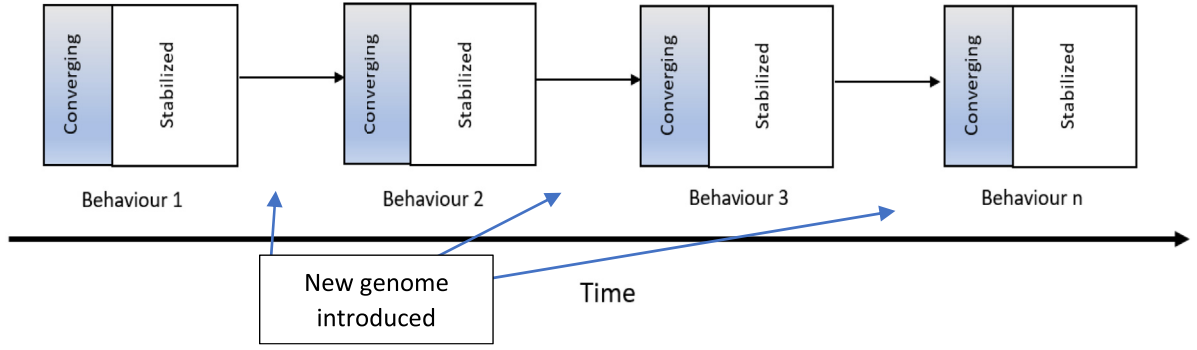 Converging
Stabilized
Converging
Stabilized
Converging
Stabilized
Converging
Stabilized
Behaviour 1
Behaviour 2
Behaviour 3
Behaviour n
New genome
introduced
Time